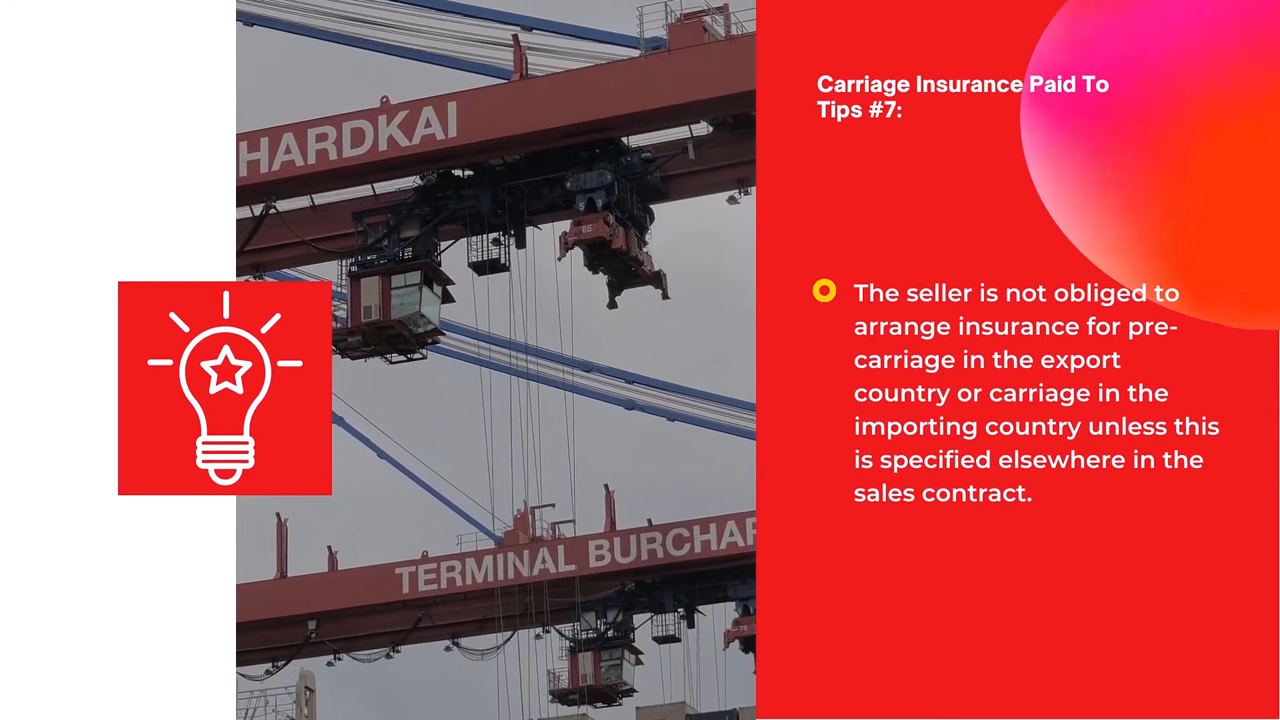 HARDKAI
TERMINAL BURCHAR
65
Carriage Insurance Paid To
Tips #7:
The seller is not obliged to
arrange insurance for pre-
carriage in the export
country or carriage in the
importing country unless this
is specified elsewhere in the
sales contract.